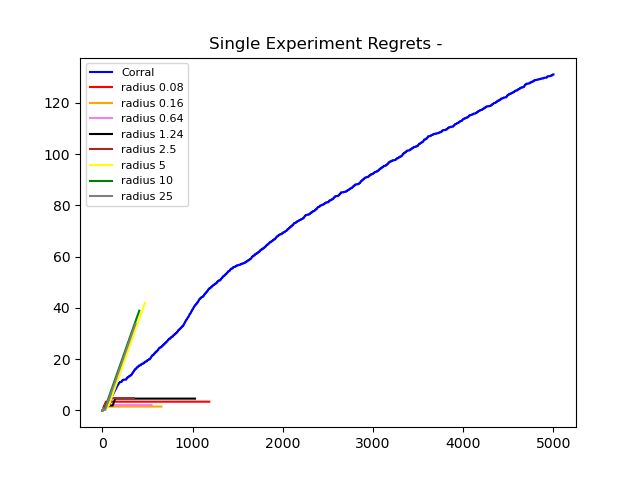 Single Experiment Regrets -
Corral
radius 0.08
radius 0.16
radius 0.64
radius 1.24
radius 2.5
radius 5
radius 10
radius 25
120
100
80
60
40
20
0
0 1000 2000 3000 4000 5000